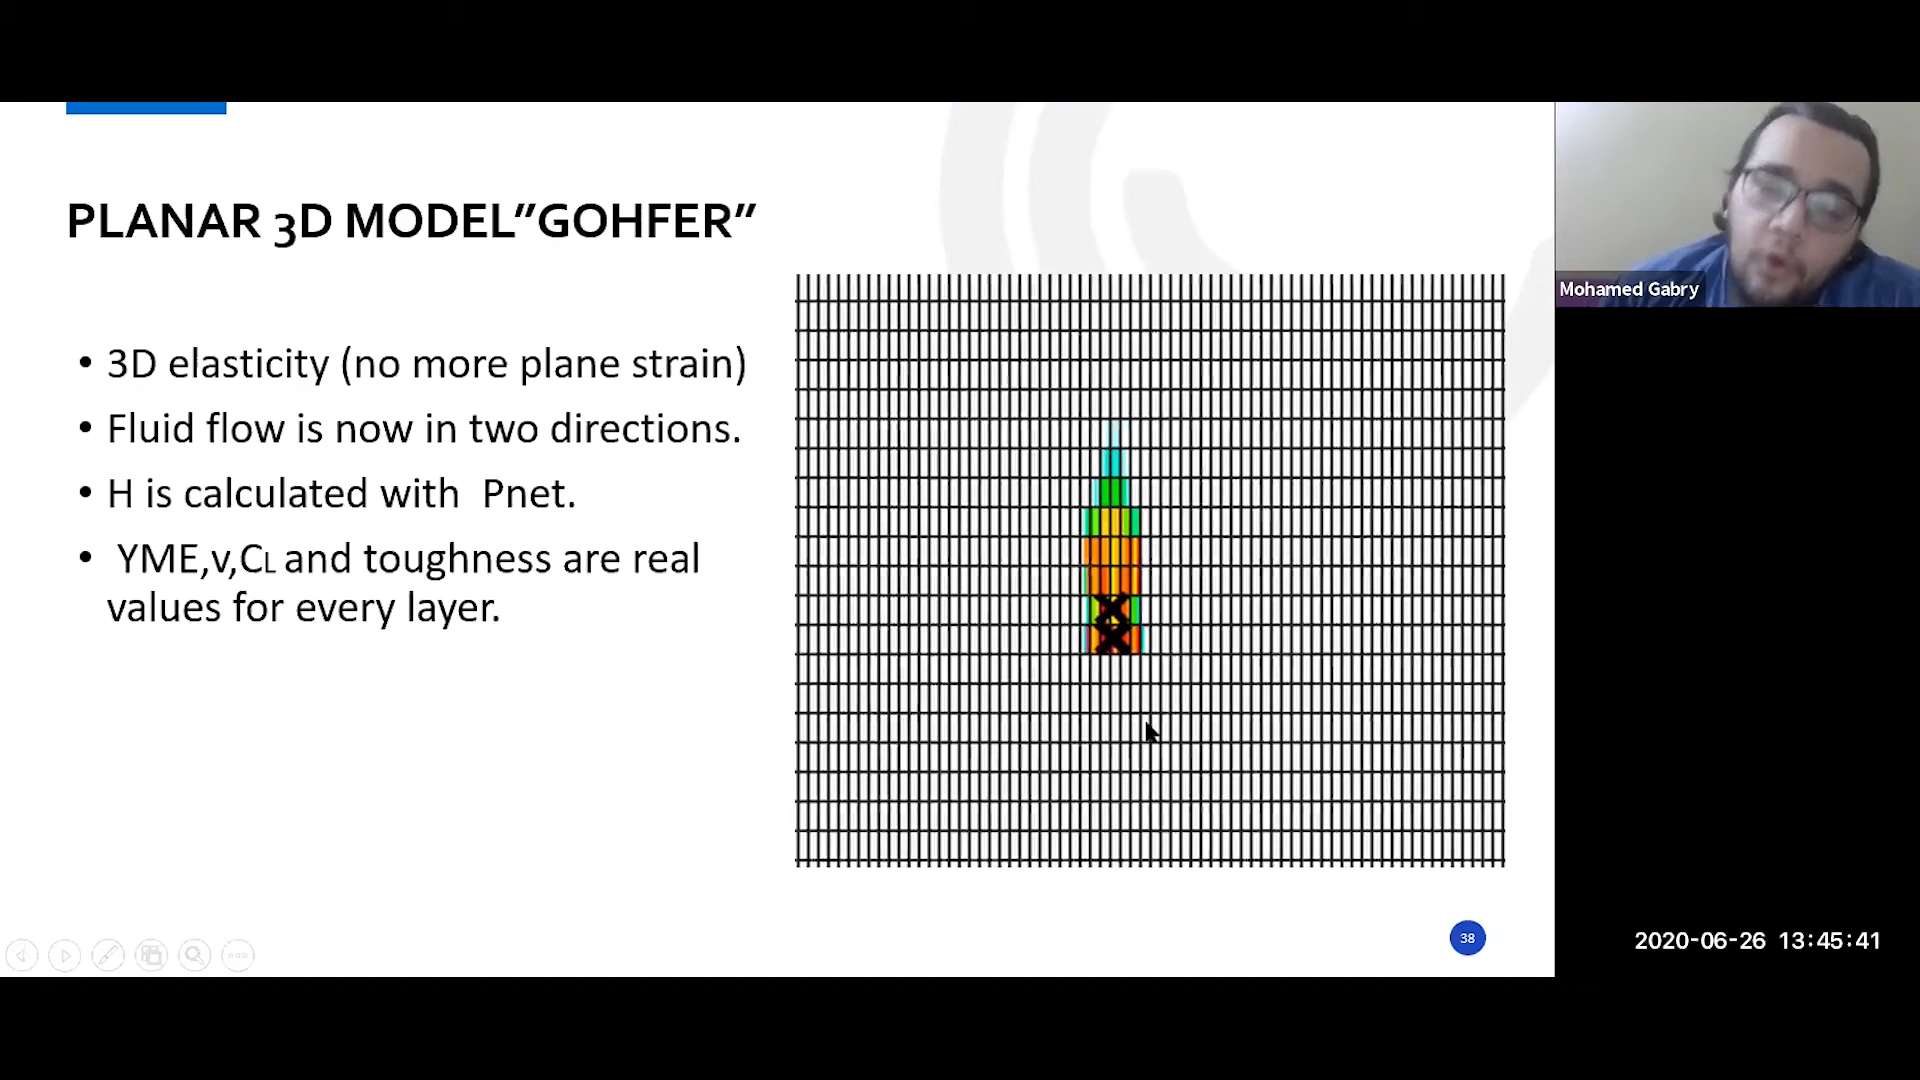 PLANAR 3D MODEL"GOHFER"
• 3D elasticity (no more plane strain)
• Fluid flow is now in two directions.
• H is calculated with Pnet.
• YME,v,CL and toughness are real
values for every layer.
38
Mohamed Gabry
2020-06-26 13:45:41